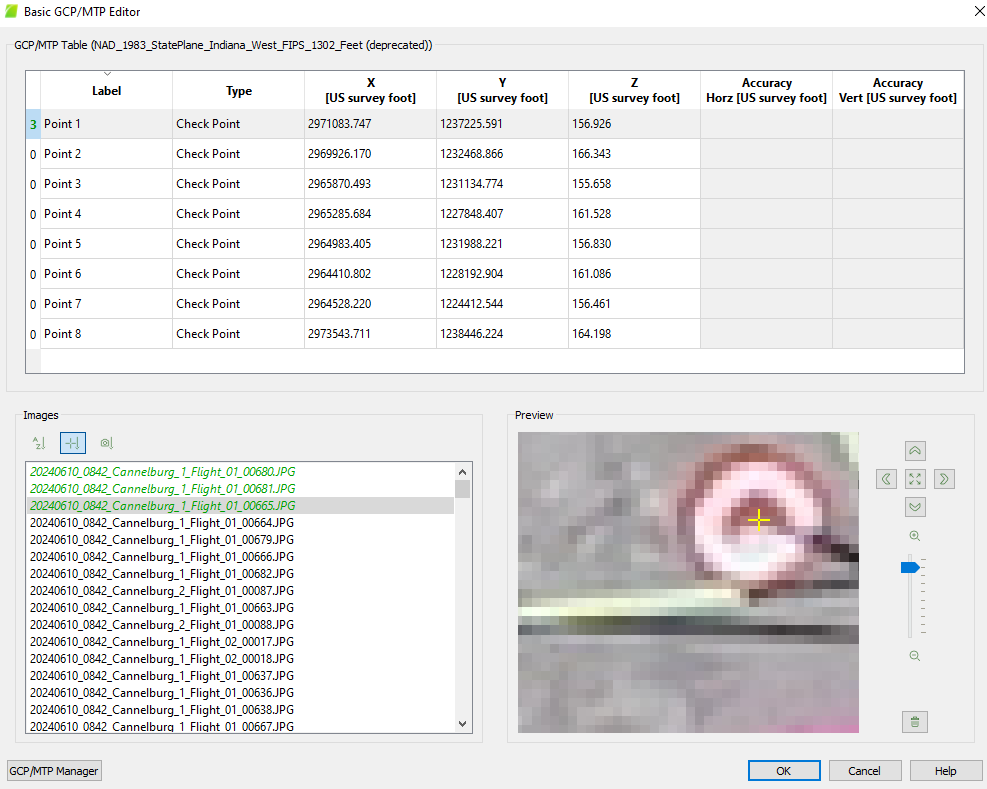 Basic GCP/MTP Editor
GCP/MTP Table (NAD_1983_StatePlane_Indiana_West_FIPS_1302_Feet (deprecated))
Label Type X [US survey foot] Y [US survey foot] Z [US survey foot] Accuracy Horz [US survey foot] Accuracy Vert [US survey foot]
3 Point 1 Check Point 2971083.747 1237225.591 156.926
0 Point 2 Check Point 2969926.170 1232468.866 166.343
0 Point 3 Check Point 2965870.493 1231134.774 155.658
0 Point 4 Check Point 2965285.684 1227848.407 161.528
0 Point 5 Check Point 2964983.405 1231988.221 156.830
0 Point 6 Check Point 2964410.802 1228192.904 161.086
0 Point 7 Check Point 2964528.220 1224412.544 156.461
0 Point 8 Check Point 2973543.711 1238446.224 164.198
Images
20240610_0842_Cannelburg_1_Flight_01_00680.JPG
20240610_0842_Cannelburg_1_Flight_01_00681.JPG
20240610_0842_Cannelburg_1_Flight_01_00665.JPG
20240610_0842_Cannelburg_1_Flight_01_00664.JPG
20240610_0842_Cannelburg_1_Flight_01_00679.JPG
20240610_0842_Cannelburg_1_Flight_01_00666.JPG
20240610_0842_Cannelburg_1_Flight_01_00682.JPG
20240610_0842_Cannelburg_2_Flight_01_00087.JPG
20240610_0842_Cannelburg_1_Flight_01_00663.JPG
20240610_0842_Cannelburg_2_Flight_01_00088.JPG
20240610_0842_Cannelburg_1_Flight_02_00017.JPG
20240610_0842_Cannelburg_1_Flight_02_00018.JPG
20240610_0842_Cannelburg_1_Flight_01_00637.JPG
20240610_0842_Cannelburg_1_Flight_01_00636.JPG
20240610_0842_Cannelburg_1_Flight_01_00638.JPG
20240610_0842_Cannelburg_1_Flight_01_00667.JPG
Preview
GCP/MTP Manager
OK
Cancel
Help